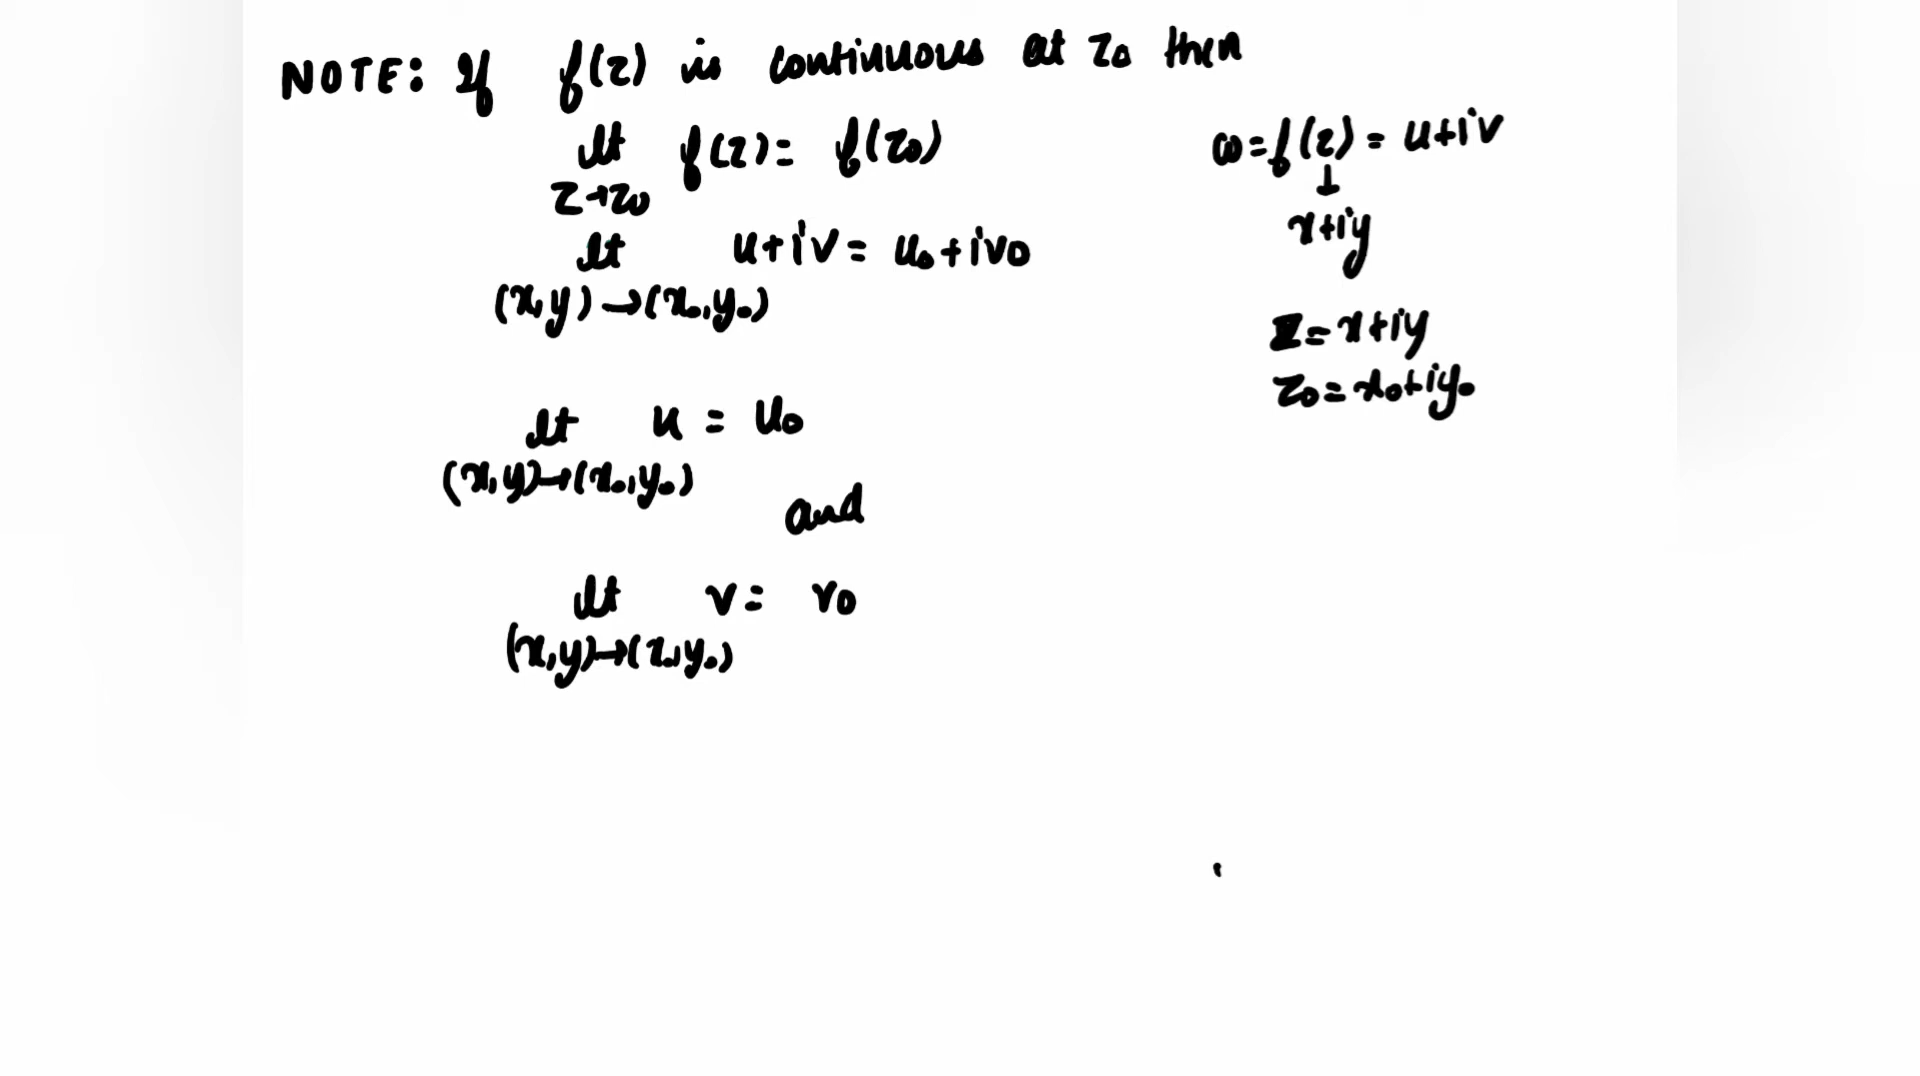 NOTE: If f(z) is continuous at z0 then
lt f(z) = f(z0)
z→z0
lt u+iv = u0+iv0
(x,y)→(x0,y0)
lt u = u0
(x,y)→(x0,y0)
and
lt v = v0
(x,y)→(x0,y0)
ω=f(z) = u+iv
↓
x+iy
z=x+iy
z0=x0+iy0